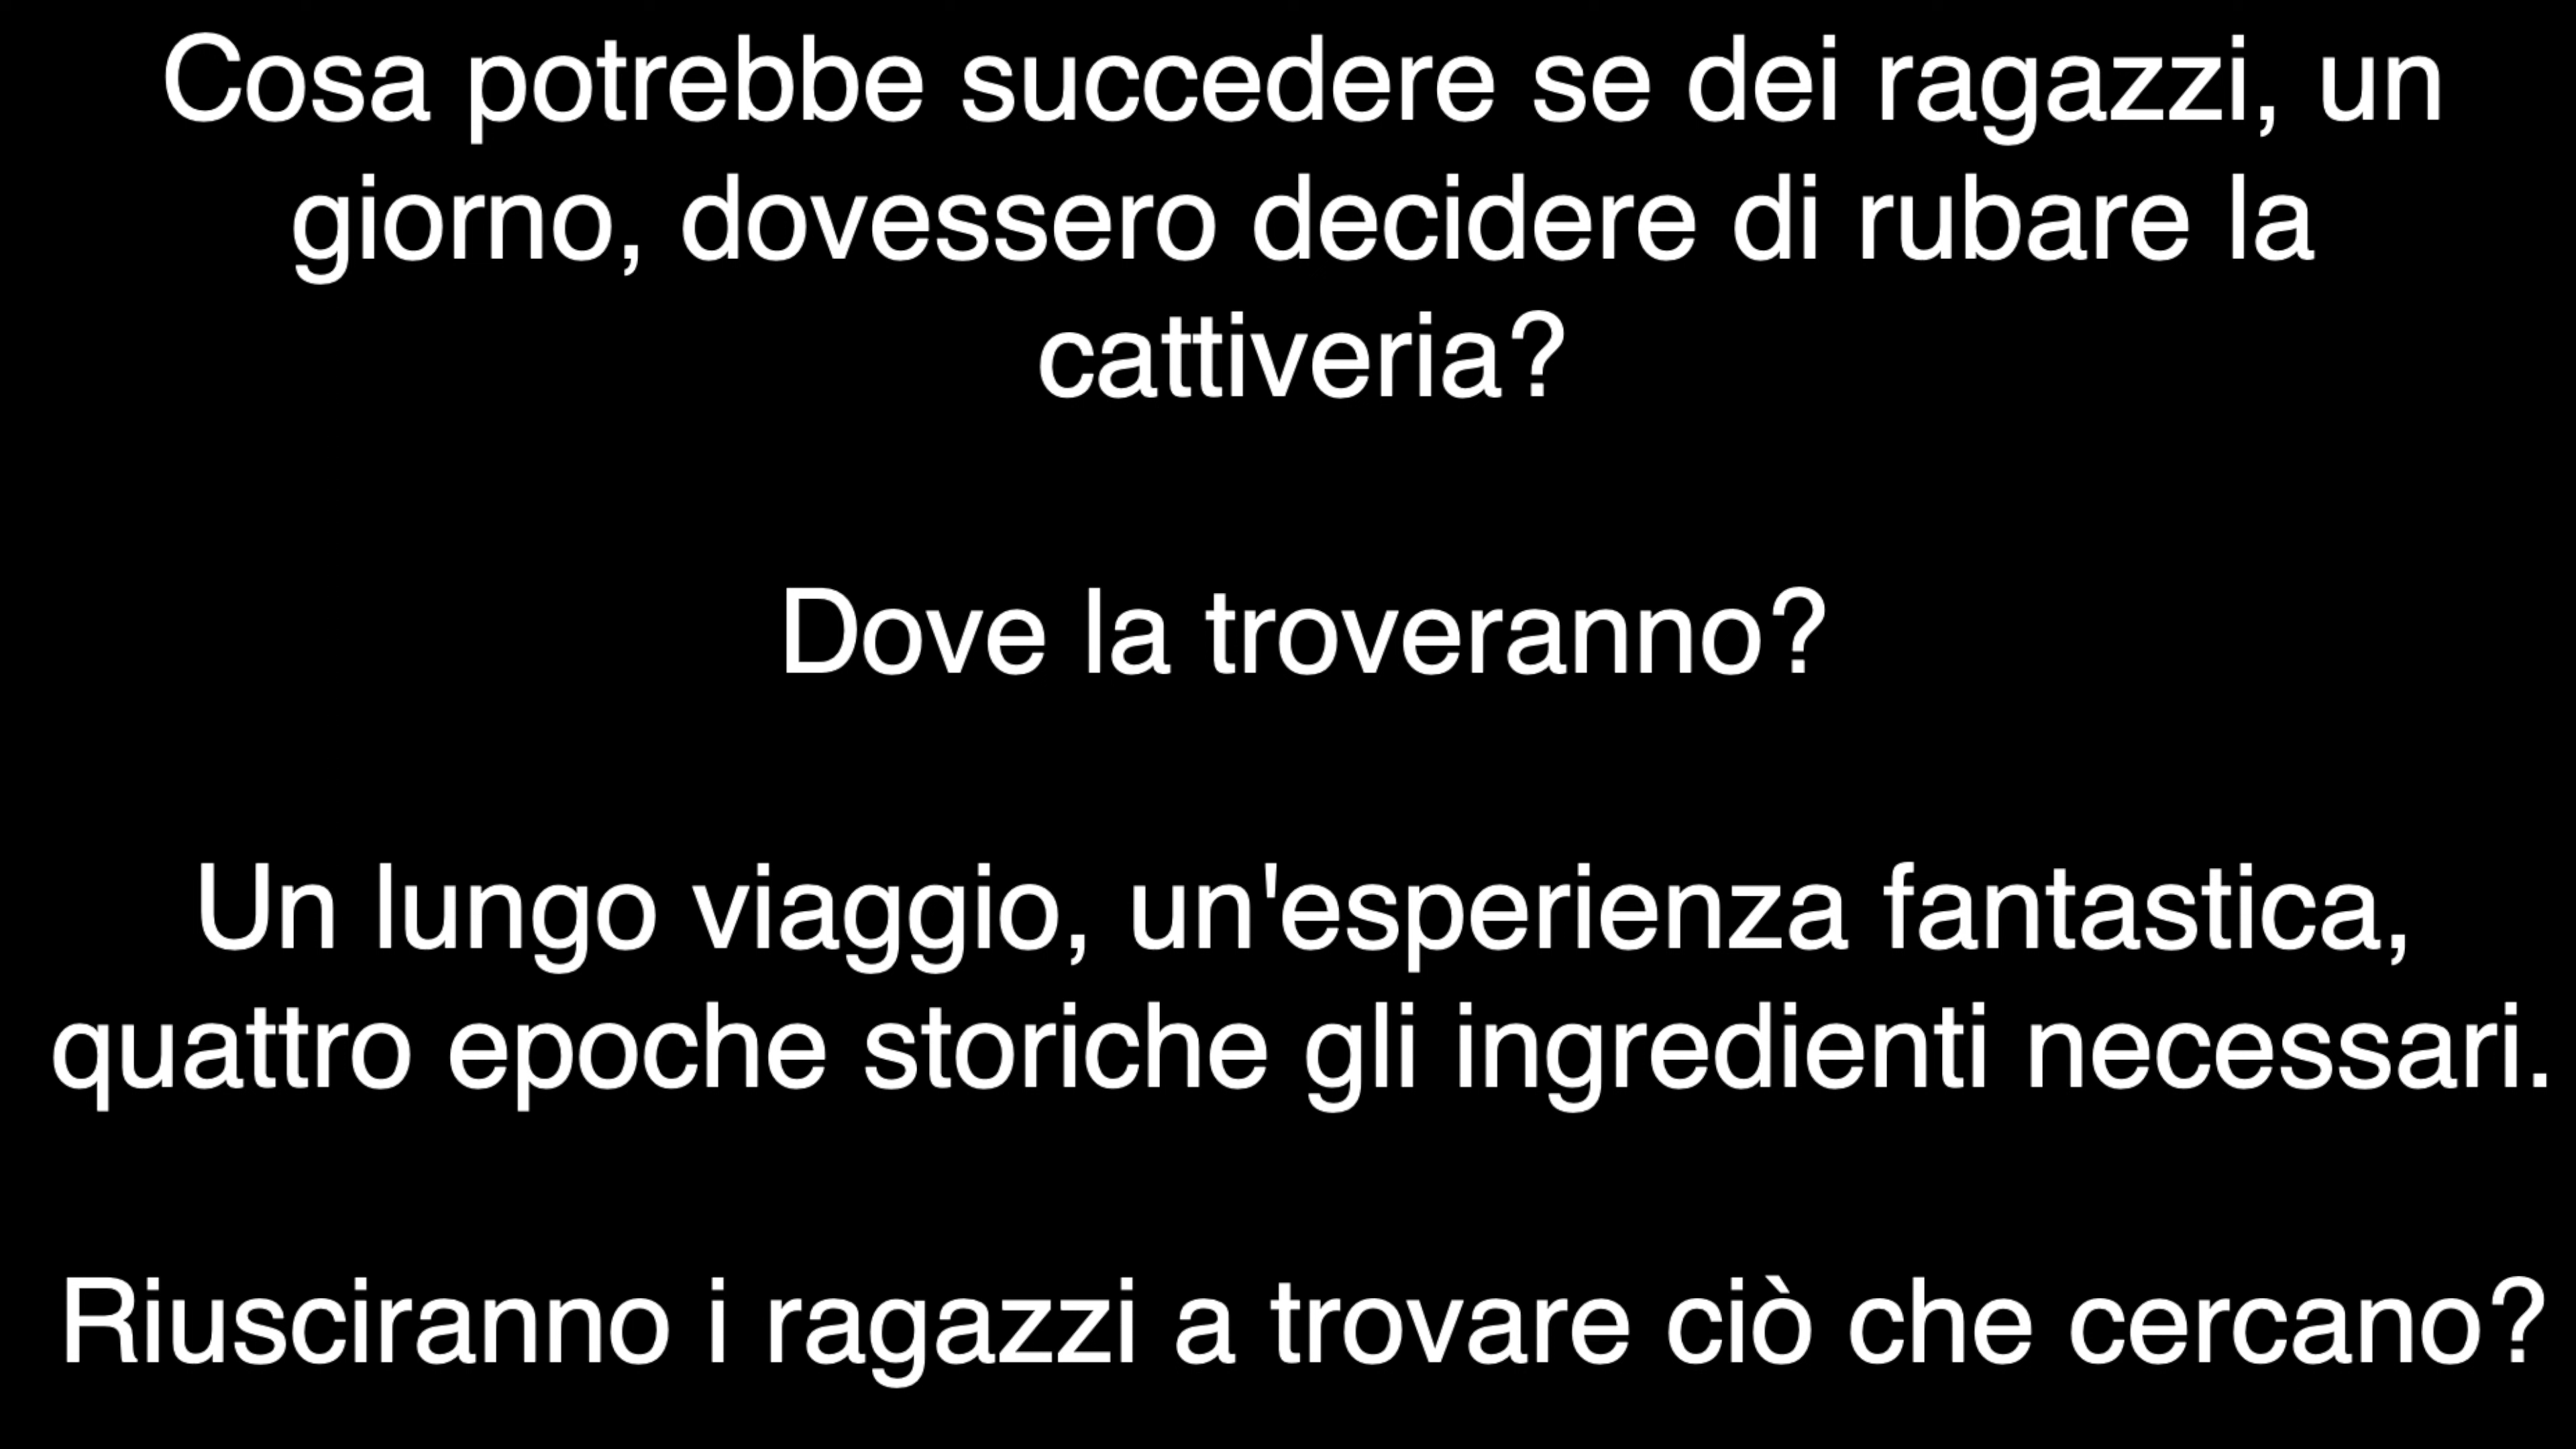 Cosa potrebbe succedere se dei ragazzi, un
giorno, dovessero decidere di rubare la
cattiveria?
Dove la troveranno?
Un lungo viaggio, un'esperienza fantastica,
quattro epoche storiche gli ingredienti necessari.
Riusciranno i ragazzi a trovare ciò che cercano?